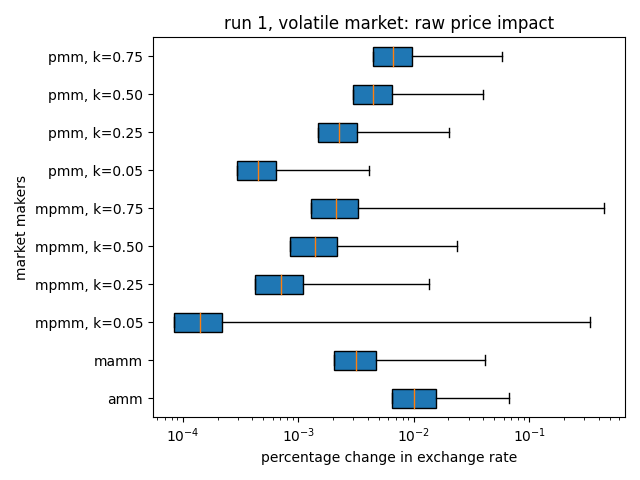 run 1, volatile market: raw price impact
pmm, k=0.75
pmm, k=0.50
pmm, k=0.25
pmm, k=0.05
mpmm, k=0.75
mpmm, k=0.50
mpmm, k=0.25
mpmm, k=0.05
mamm
amm
market makers
10⁻⁴ 10⁻³ 10⁻² 10⁻¹
percentage change in exchange rate